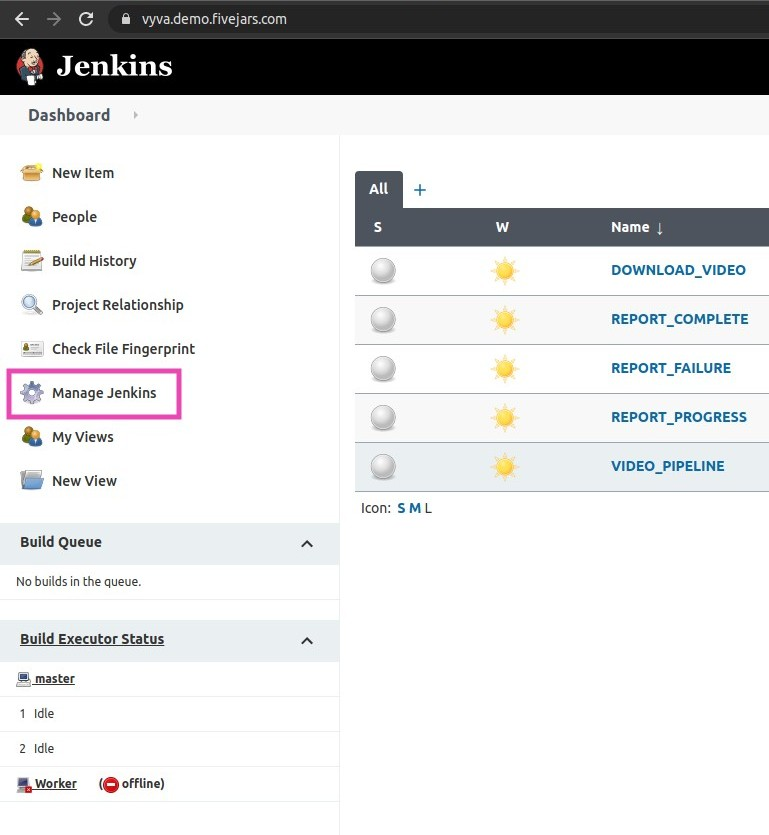 vyva.demo.fivejars.com
Jenkins
Dashboard
New Item
People
Build History
Project Relationship
Check File Fingerprint
Manage Jenkins
My Views
New View
Build Queue
No builds in the queue.
Build Executor Status
master
1 Idle
2 Idle
Worker (offline)
All +
S W Name ↓
DOWNLOAD_VIDEO
REPORT_COMPLETE
REPORT_FAILURE
REPORT_PROGRESS
VIDEO_PIPELINE
Icon: S M L